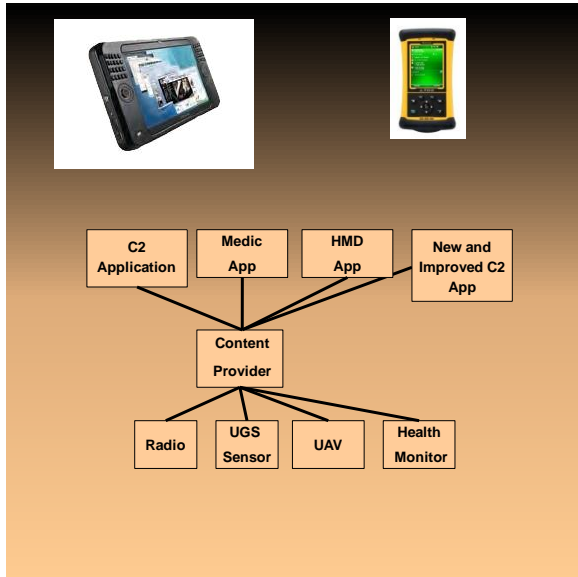 C2
Application
Medic
App
HMD
App
New and
Improved C2
App
Content
Provider
Radio
UGS
Sensor
UAV
Health
Monitor